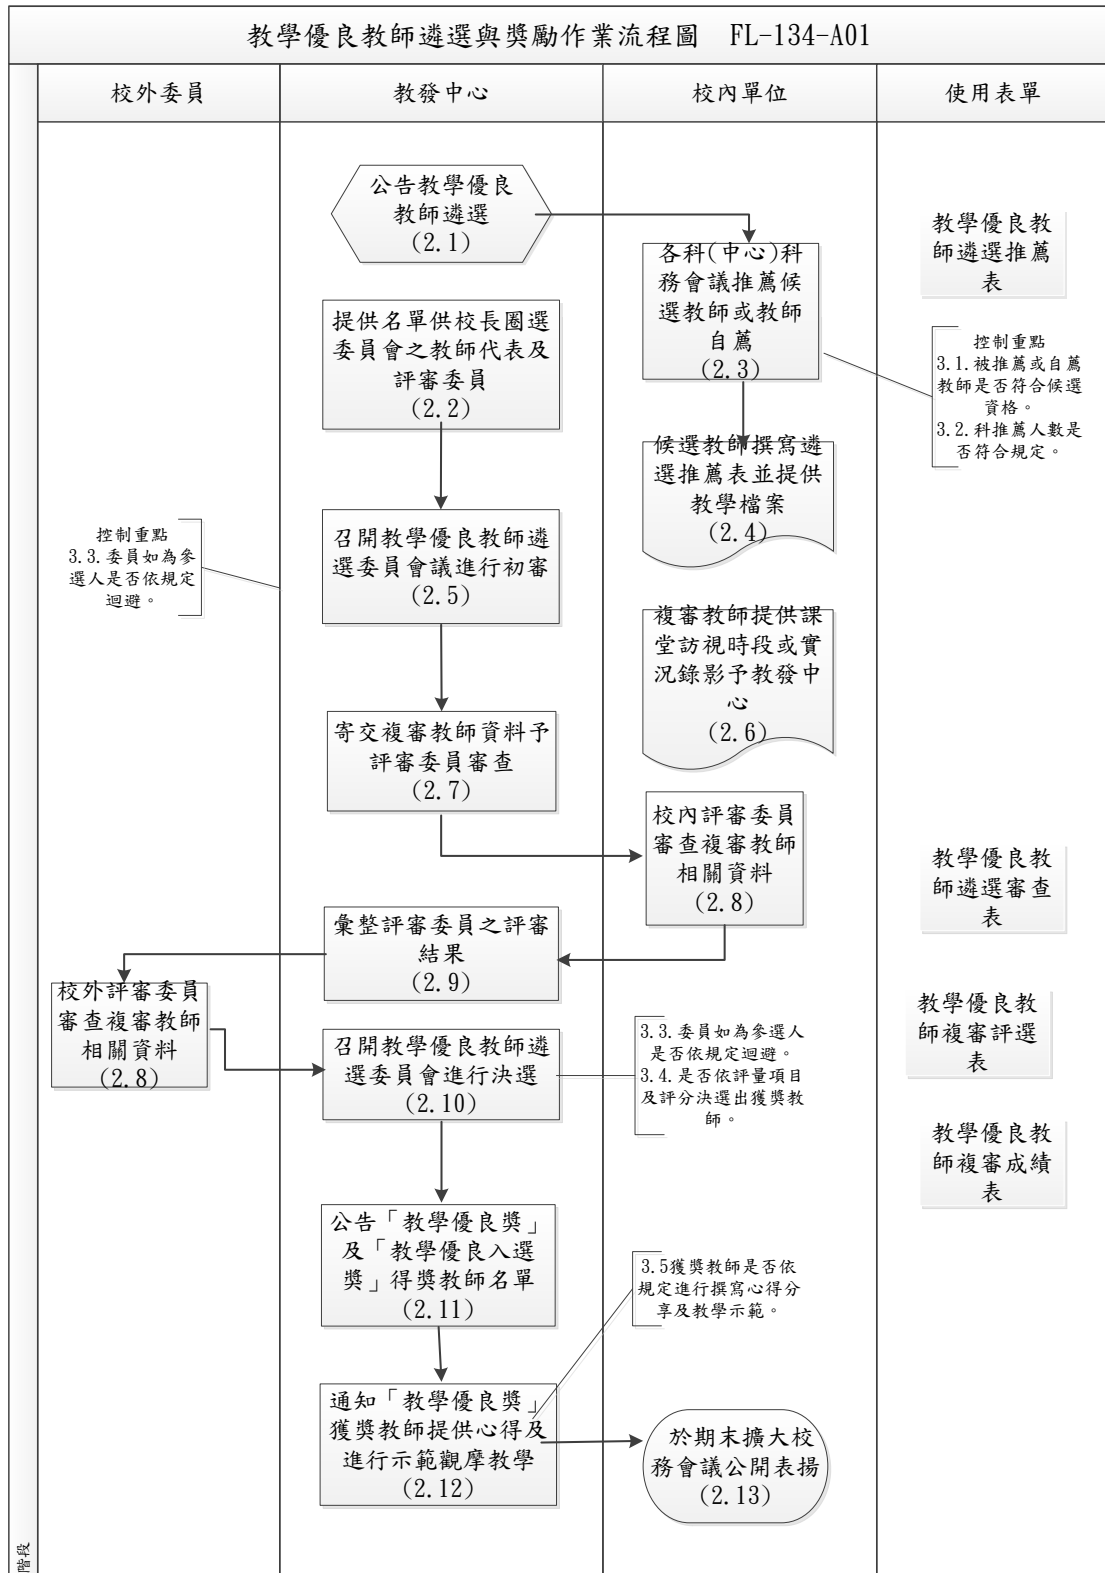 教學優良教師遴選與獎勵作業流程圖 FL-134-A01
校外委員
教發中心
校內單位
使用表單
公告教學優良
教師遴選
(2.1)
教學優良教
師遴選推薦
表
各科(中心)科
務會議推薦候
選教師或教師
自薦
(2.3)
提供名單供校長圈選
委員會之教師代表及
評審委員
(2.2)
控制重點
3.1.被推薦或自薦
教師是否符合候選
資格。
3.2.科推薦人數是
否符合規定。
候選教師撰寫遴
選推薦表並提供
教學檔案
(2.4)
控制重點
3.3.委員如為參
選人是否依規定
迴避。
召開教學優良教師遴
選委員會議進行初審
(2.5)
複審教師提供課
堂訪視時段或實
況錄影予教發中
心
(2.6)
寄交複審教師資料予
評審委員審查
(2.7)
校內評審委員
審查複審教師
相關資料
(2.8)
教學優良教
師遴選審查
表
彙整評審委員之評審
結果
(2.9)
校外評審委員
審查複審教師
相關資料
(2.8)
教學優良教
師複審評選
表
召開教學優良教師遴
選委員會進行決選
(2.10)
3.3.委員如為參選人
是否依規定迴避。
3.4.是否依評量項目
及評分決選出獲獎教
師。
教學優良教
師複審成績
表
公告「教學優良獎」
及「教學優良入選
獎」得獎教師名單
(2.11)
3.5獲獎教師是否依
規定進行撰寫心得分
享及教學示範。
通知「教學優良獎」
獲獎教師提供心得及
進行示範觀摩教學
(2.12)
於期末擴大校
務會議公開表揚
(2.13)
階段